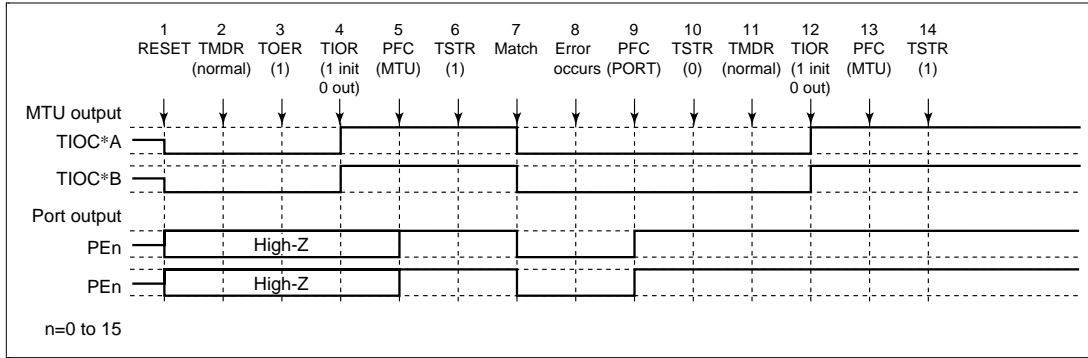 1 2 3 4 5 6 7 8 9 10 11 12 13 14
RESET TMDR TOER TIOR PFC TSTR Match Error PFC TSTR TMDR TIOR PFC TSTR
(normal) (1) (1 init (MTU) (1) occurs (PORT) (0) (normal) (1 init (MTU) (1)
0 out) 0 out)
MTU output
TIOC*A
TIOC*B
Port output
PEn High-Z
PEn High-Z
n=0 to 15